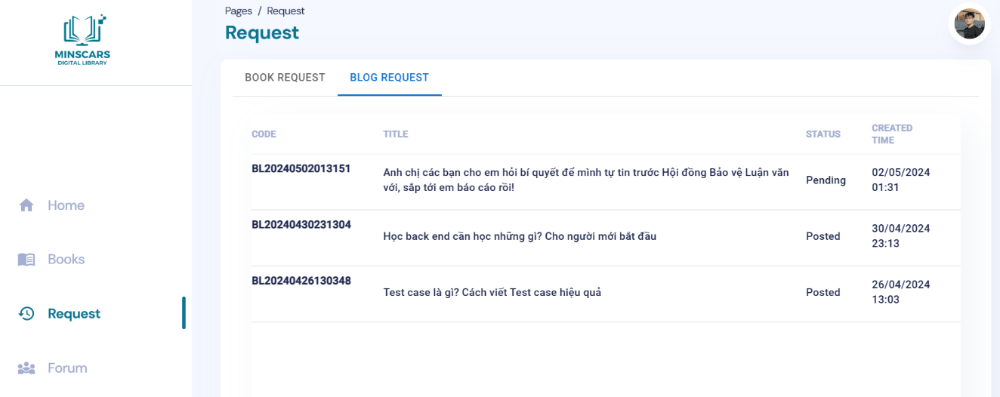 MINSCARS
DIGITAL LIBRARY
Home
Books
Request
Forum
Pages / Request
Request
BOOK REQUEST BLOG REQUEST
CODE TITLE STATUS CREATED
TIME
BL20240502013151 Anh chị các bạn cho em hỏi bí quyết để mình tự tin trước Hội đồng Bảo vệ Luận văn
với, sắp tới em báo cáo rồi! Pending 02/05/2024
01:31
BL20240430231304 Học back end cần học những gì? Cho người mới bắt đầu Posted 30/04/2024
23:13
BL20240426130348 Test case là gì? Cách viết Test case hiệu quả Posted 26/04/2024
13:03